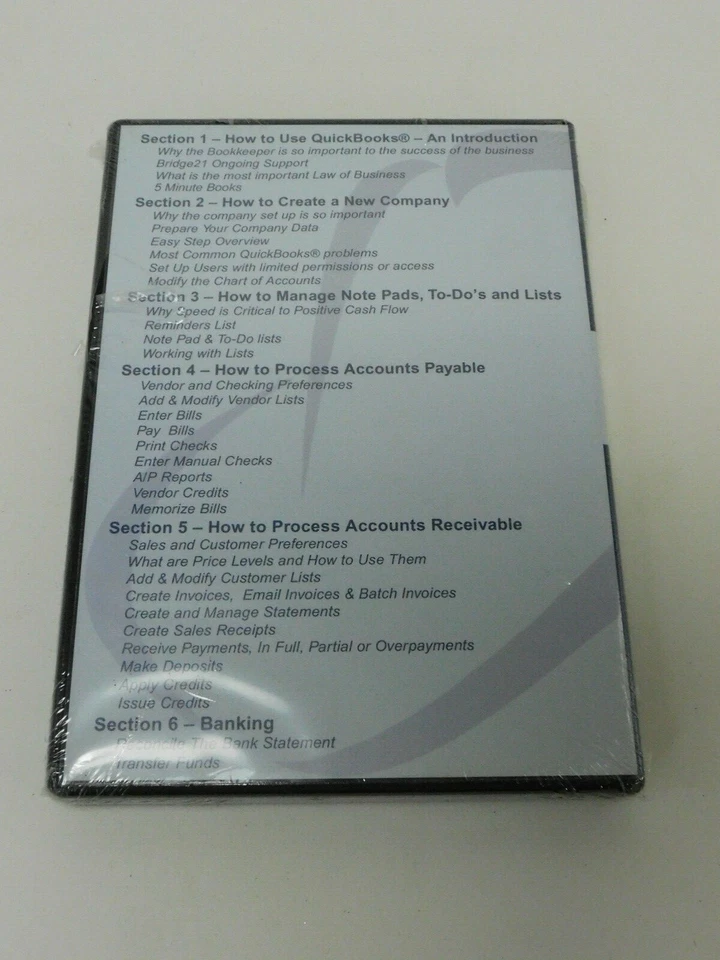 Section 1 – How to Use QuickBooks® – An Introduction
Why the Bookkeeper is so important to the success of the business
Bridge21 Ongoing Support
What is the most important Law of Business
5 Minute Books
Section 2 – How to Create a New Company
Why the company set up is so important
Prepare Your Company Data
Easy Step Overview
Most Common QuickBooks® problems
Set Up Users with limited permissions or access
Modify the Chart of Accounts
Section 3 – How to Manage Note Pads, To-Do's and Lists
Why Speed is Critical to Positive Cash Flow
Reminders List
Note Pad & To-Do lists
Working with Lists
Section 4 – How to Process Accounts Payable
Vendor and Checking Preferences
Add & Modify Vendor Lists
Enter Bills
Pay Bills
Print Checks
Enter Manual Checks
A/P Reports
Vendor Credits
Memorize Bills
Section 5 – How to Process Accounts Receivable
Sales and Customer Preferences
What are Price Levels and How to Use Them
Add & Modify Customer Lists
Create Invoices, Email Invoices & Batch Invoices
Create and Manage Statements
Create Sales Receipts
Receive Payments, In Full, Partial or Overpayments
Make Deposits
Apply Credits
Issue Credits
Section 6 – Banking
Reconcile The Bank Statement
Transfer Funds